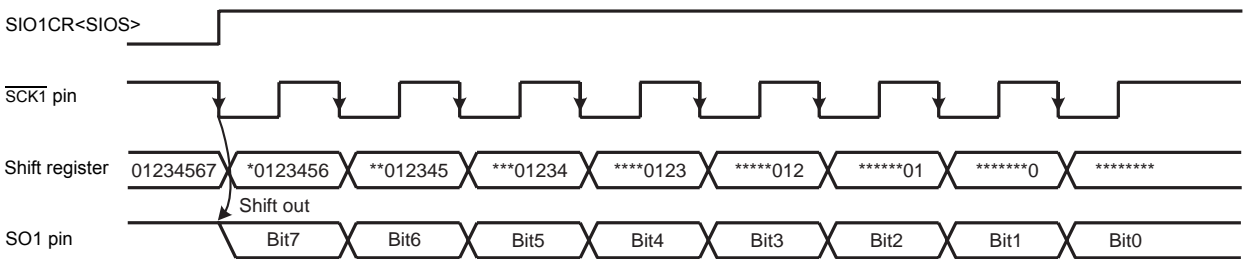 SIO1CR<SIOS>
SCK1 pin
Shift register 01234567 *0123456 **012345 ***01234 ****0123 *****012 ******01 *******0 ********
Shift out
SO1 pin Bit7 Bit6 Bit5 Bit4 Bit3 Bit2 Bit1 Bit0